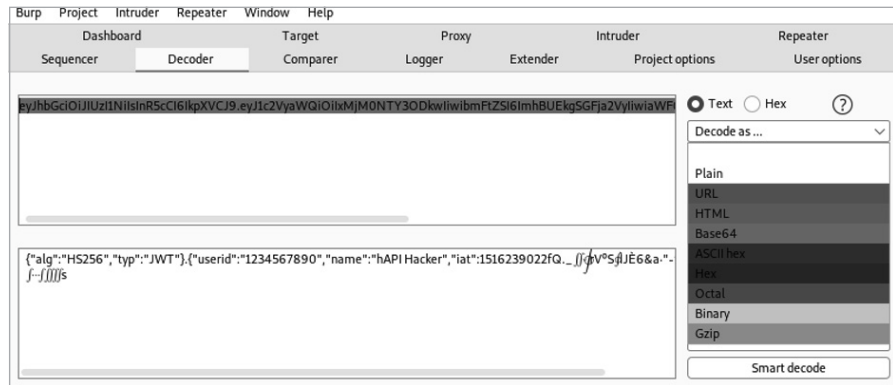 Burp Project Intruder Repeater Window Help
Dashboard Target Proxy Intruder Repeater
Sequencer Decoder Comparer Logger Extender Project options User options
eyJhbGciOiJIUzI1NiIsInR5cCI6IkpXVCJ9.eyJ1c2VyaWQiOiIxMjM0NTY3ODkwIiwibmFtZSI6ImhBUEkgSGFja2VyIiwiaWF
Text Hex ?
Decode as ...
Plain
URL
HTML
Base64
ASCII hex
Hex
Octal
Binary
Gzip
Smart decode
{"alg":"HS256","typ":"JWT"}.{"userid":"1234567890","name":"hAPI Hacker","iat":1516239022fQ._